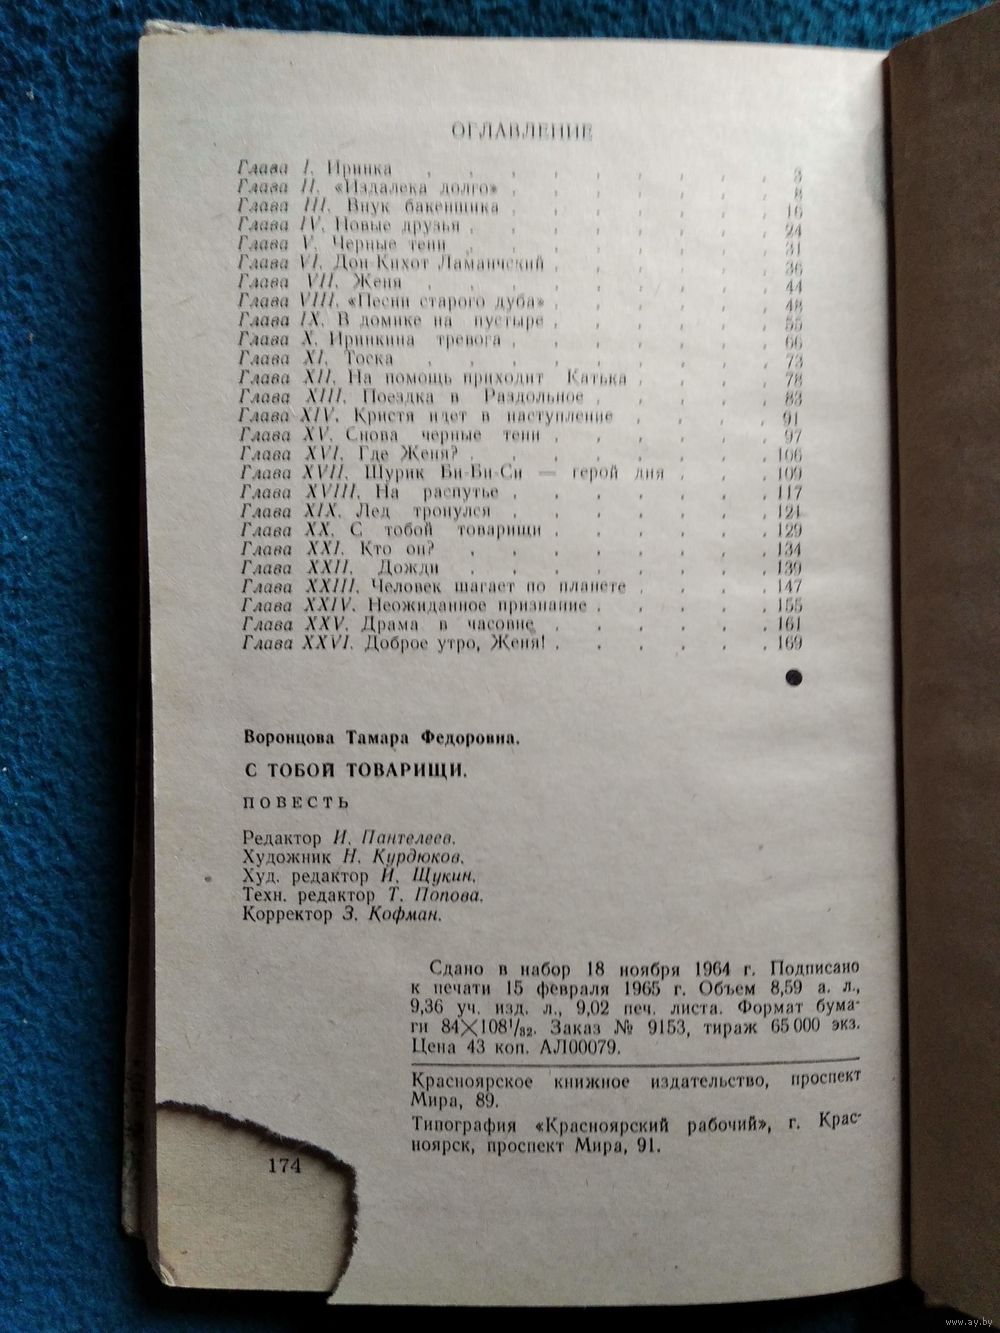 ОГЛАВЛЕНИЕ
Глава I. Иринка . . . . . . . . . 3
Глава II. «Издалека долго» . . . . . . . 8
Глава III. Внук бакенщика . . . . . . . 16
Глава IV. Новые друзья . . . . . . . . 24
Глава V. Черные тени . . . . . . . . 31
Глава VI. Дон-Кихот Ламанчский . . . . . . 36
Глава VII. Женя . . . . . . . . . 44
Глава VIII. «Песни старого дуба» . . . . . . 48
Глава IX. В домике на пустыре . . . . . . 55
Глава X. Иринкина тревога . . . . . . . 66
Глава XI. Тоска . . . . . . . . . 73
Глава XII. На помощь приходит Катька . . . . 78
Глава XIII. Поездка в Раздольное . . . . . 83
Глава XIV. Кристя идет в наступление . . . . 91
Глава XV. Снова черные тени . . . . . . 97
Глава XVI. Где Женя? . . . . . . . . 106
Глава XVII. Шурик Би-Би-Си — герой дня . . . 109
Глава XVIII. На распутье . . . . . . . 117
Глава XIX. Лед тронулся . . . . . . . 121
Глава XX. С тобой товарищи . . . . . . 129
Глава XXI. Кто он? . . . . . . . . 134
Глава XXII. Дожди . . . . . . . . 139
Глава XXIII. Человек шагает по планете . . . . 147
Глава XXIV. Неожиданное признание . . . . . 155
Глава XXV. Драма в часовне . . . . . . 161
Глава XXVI. Доброе утро, Женя! . . . . . . 169
Воронцова Тамара Федоровна.
С ТОБОЙ ТОВАРИЩИ.
ПОВЕСТЬ
Редактор И. Пантелеев.
Художник Н. Курдюков.
Худ. редактор И. Щукин.
Техн. редактор Т. Попова.
Корректор З. Кофман.
Сдано в набор 18 ноября 1964 г. Подписано
к печати 15 февраля 1965 г. Объем 8,59 а. л.,
9,36 уч. изд. л., 9,02 печ. листа. Формат бума-
ги 84×108¹/₃₂. Заказ № 9153, тираж 65 000 экз.
Цена 43 коп. АЛ00079.
Красноярское книжное издательство, проспект
Мира, 89.
Типография «Красноярский рабочий», г. Крас-
ноярск, проспект Мира, 91.
174
www.ay.by